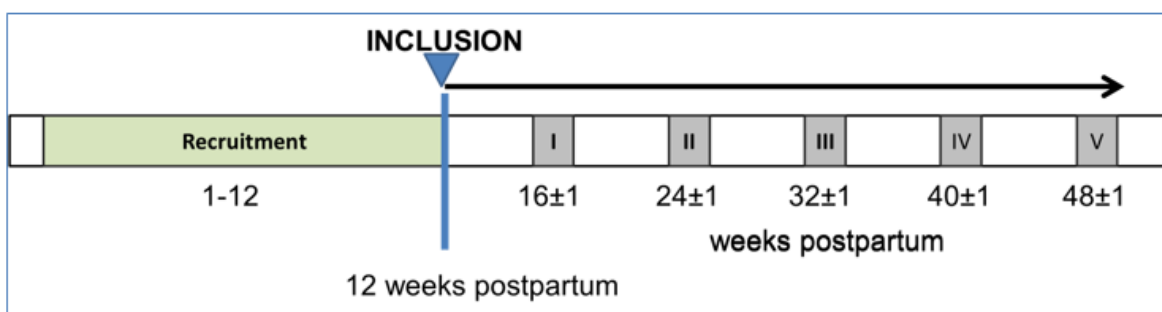 INCLUSION
Recruitment I II III IV V
1-12 16±1 24±1 32±1 40±1 48±1
weeks postpartum
12 weeks postpartum